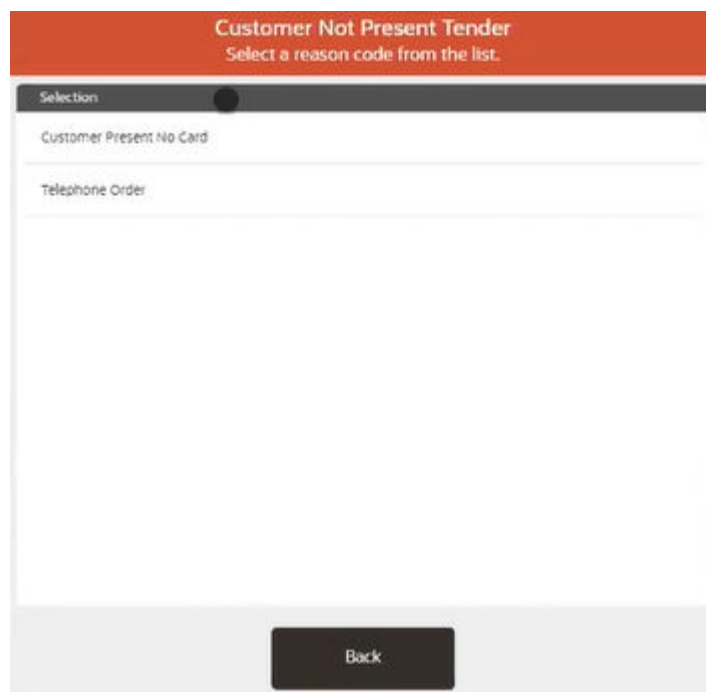 Customer Not Present Tender
Select a reason code from the list.
Selection
Customer Present No Card
Telephone Order
Back